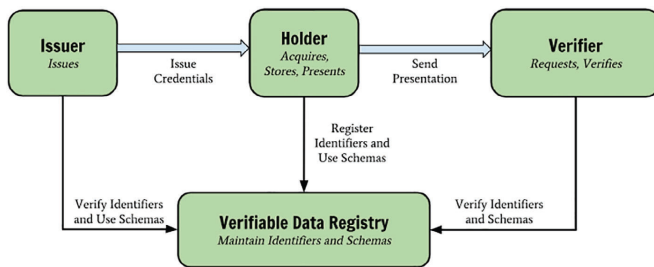 Issuer
Issues
Issue
Credentials
Holder
Acquires,
Stores, Presents
Send
Presentation
Verifier
Requests, Verifies
Register
Identifiers and
Use Schemas
Verify Identifiers
and Use Schemas
Verifiable Data Registry
Maintain Identifiers and Schemas
Verify Identifiers
and Schemas